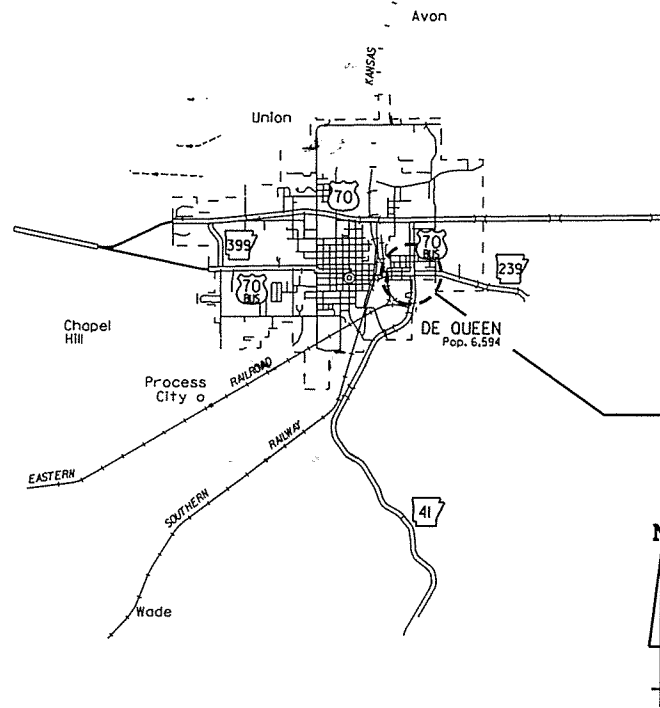 Avon
KANSAS
Union
70
399
70
BUS
70
BUS
239
Chapel
Hill
DE QUEEN
Pop. 6,594
Process
City
RAILROAD
RAILWAY
EASTERN
SOUTHERN
41
N
Wade